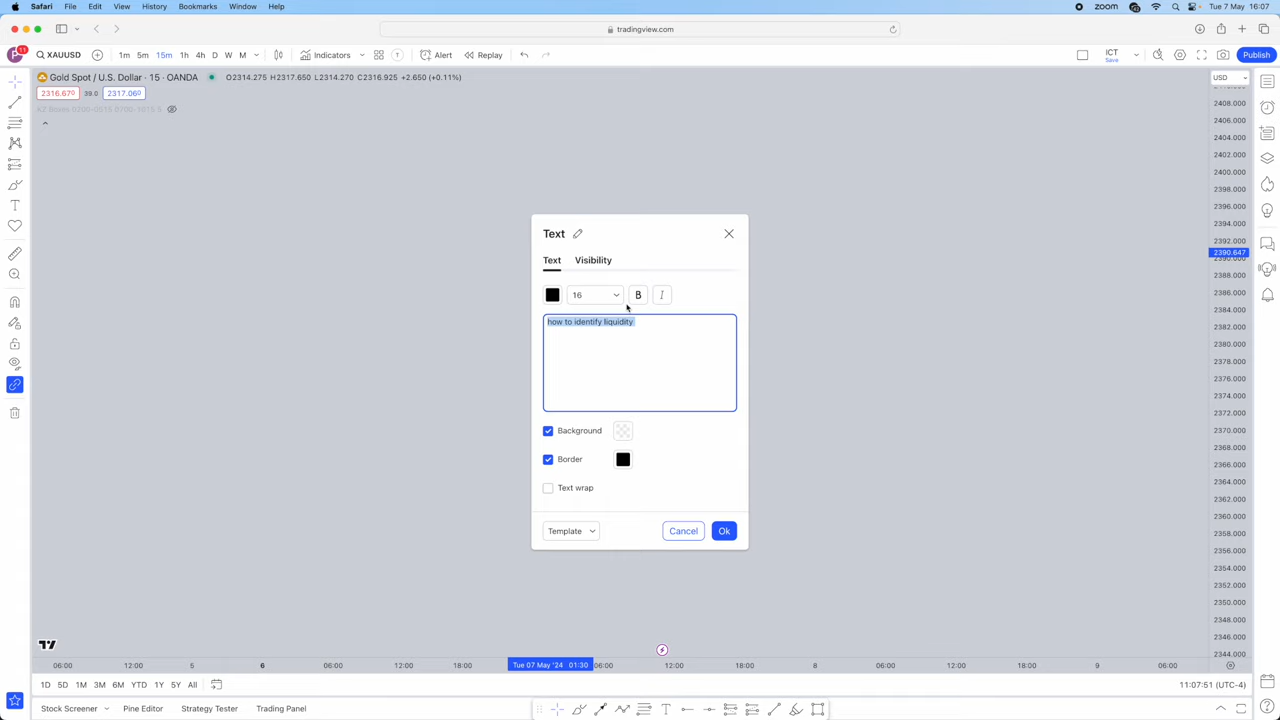 Safari File Edit View History Bookmarks Window Help zoom Tue 7 May 16:07
tradingview.com
P 11 XAUUSD 1m 5m 15m 1h 4h D W M Indicators Alert Replay ICT Save Publish
Gold Spot / U.S. Dollar · 15 · OANDA O2314.275 H2317.650 L2314.270 C2316.925 +2.650 (+0.11%) USD
2316.670 39.0 2317.060
2408.000
2406.000
2404.000
2402.000
2400.000
2398.000
2396.000
2394.000
2392.000
2390.647
2390.000
2388.000
2386.000
2384.000
2382.000
2380.000
2378.000
2376.000
2374.000
2372.000
2370.000
2368.000
2366.000
2364.000
2362.000
2360.000
2358.000
2356.000
2354.000
2352.000
2350.000
2348.000
2346.000
2344.000
Text
Text Visibility
16 B I
how to identify liquidity
Background
Border
Text wrap
Template Cancel Ok
06:00 12:00 5 6 06:00 12:00 18:00 Tue 07 May '24 01:30 06:00 12:00 18:00 8 06:00 12:00 18:00 9 06:00
1D 5D 1M 3M 6M YTD 1Y 5Y All 11:07:51 (UTC-4)
Stock Screener Pine Editor Strategy Tester Trading Panel